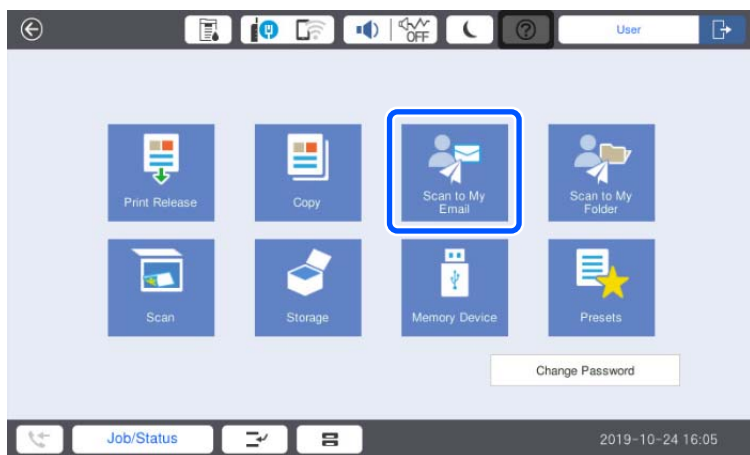 OFF
User
Print Release
Copy
Scan to My
Email
Scan to My
Folder
Scan
Storage
Memory Device
Presets
Change Password
Job/Status
2019-10-24 16:05